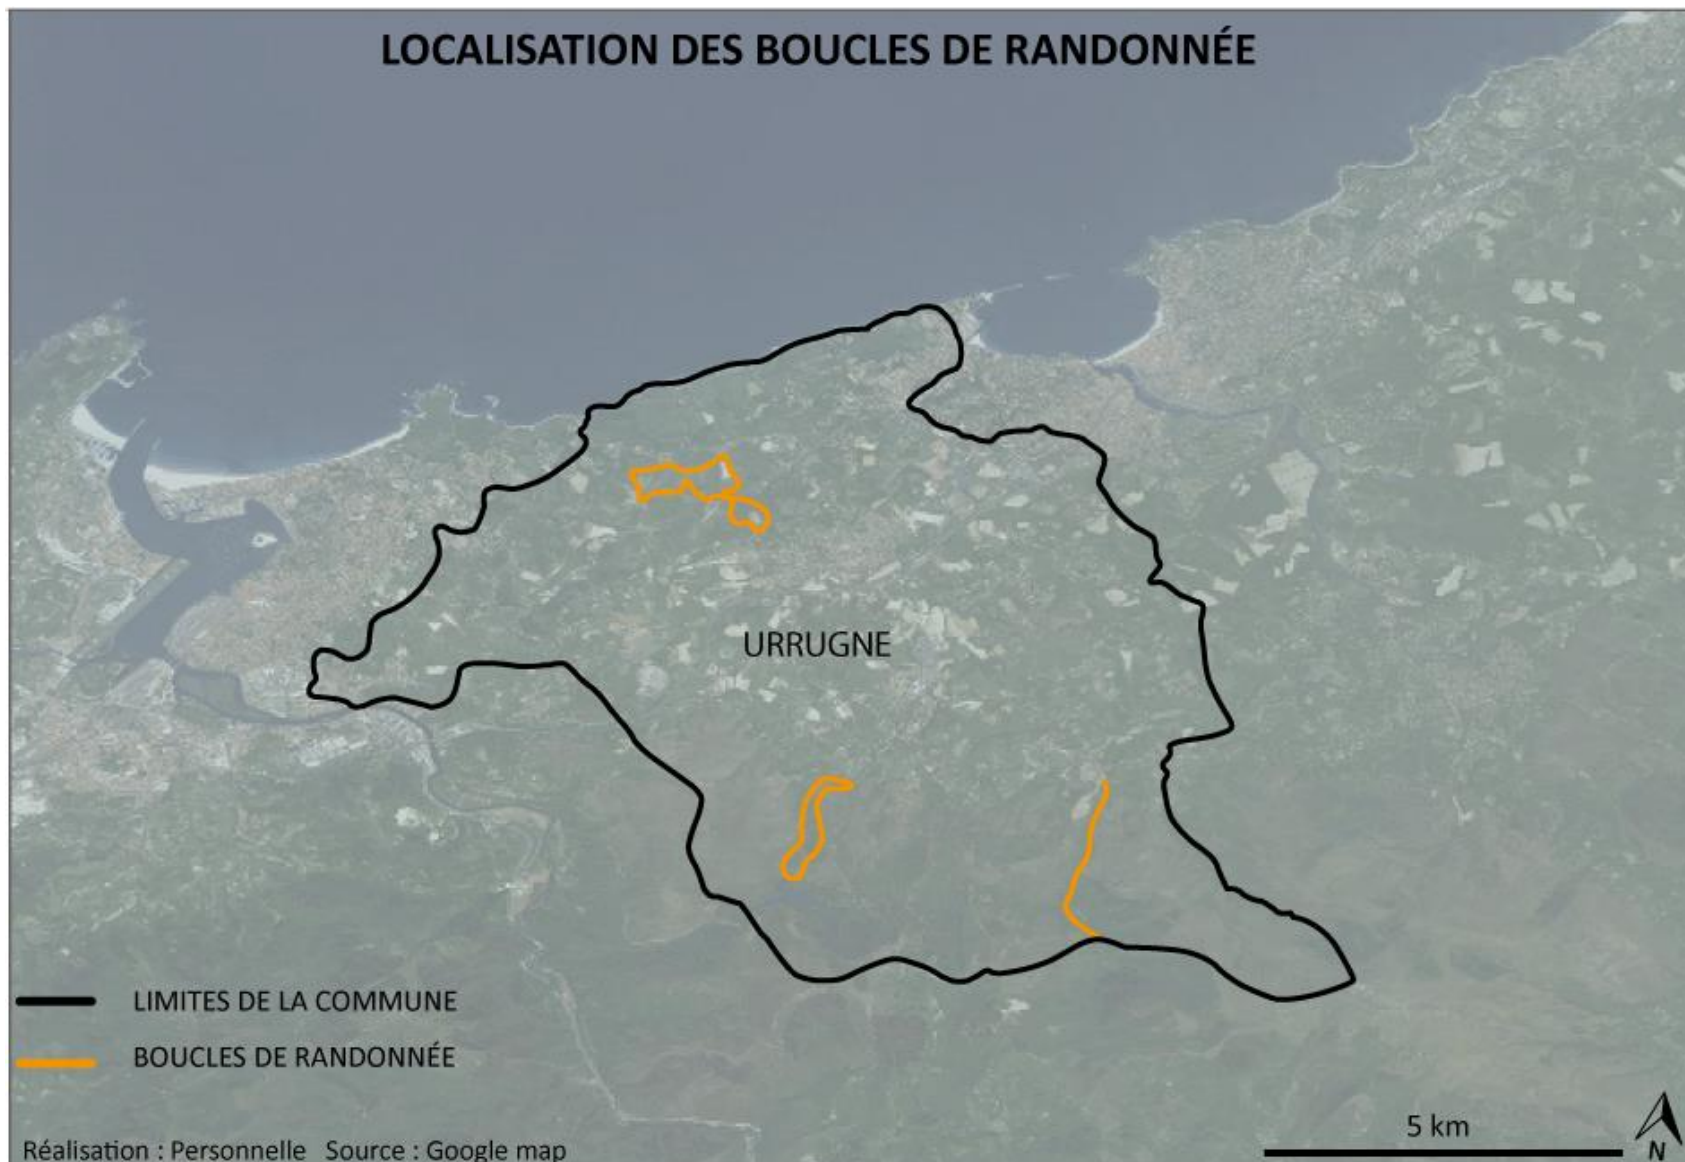 LOCALISATION DES BOUCLES DE RANDONNÉE
URRUGNE
LIMITES DE LA COMMUNE
BOUCLES DE RANDONNÉE
Réalisation : Personnelle Source : Google map
5 km
N